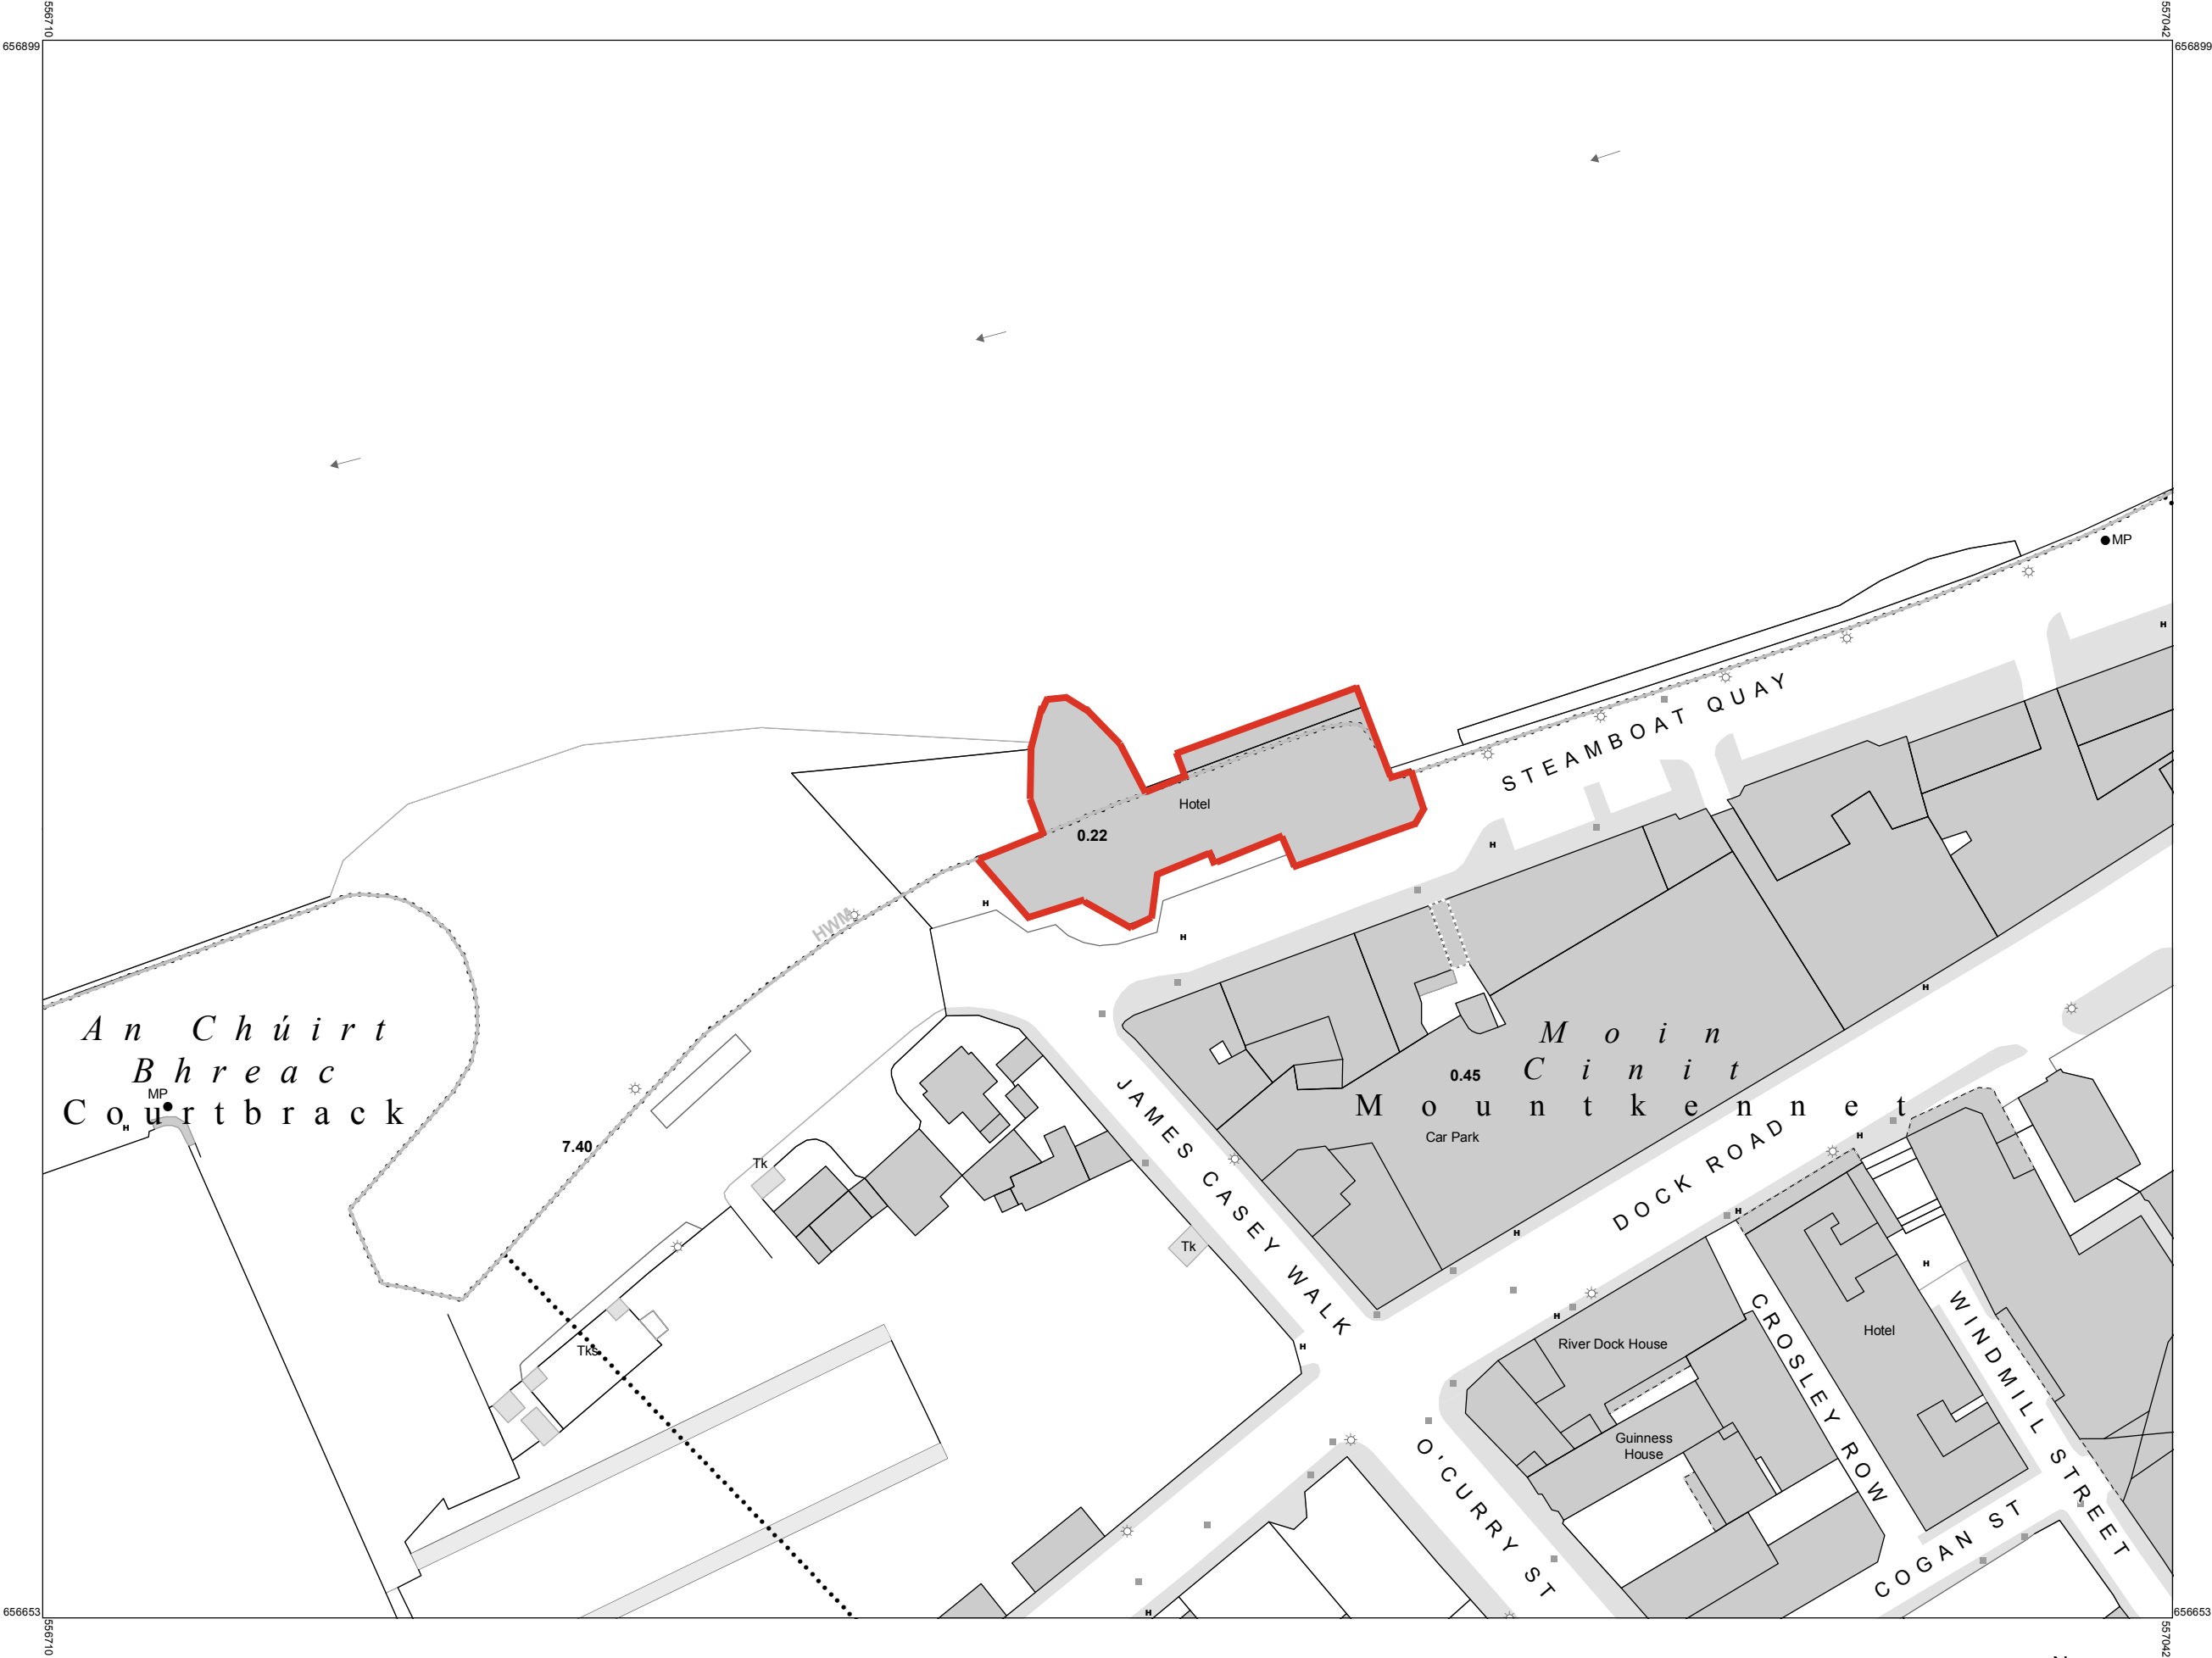 556710
557042
656899
656899
MP
STEAMBOAT QUAY
H
Hotel
0.22
H
H
HWM
H
H
An Chúirt
Bhreac
Courtbrack
MP
H
Moin
Cinit
Mountkennet
0.45
Car Park
JAMES CASEY WALK
DOCK ROAD
H
H
H
7.40
Tk
Tk
H
H
H
River Dock House
Hotel
Tks
Guinness
House
CROSLEY ROW
WINDMILL STREET
O'CURRY ST
COGAN ST
H
656653
656653
556710
557042